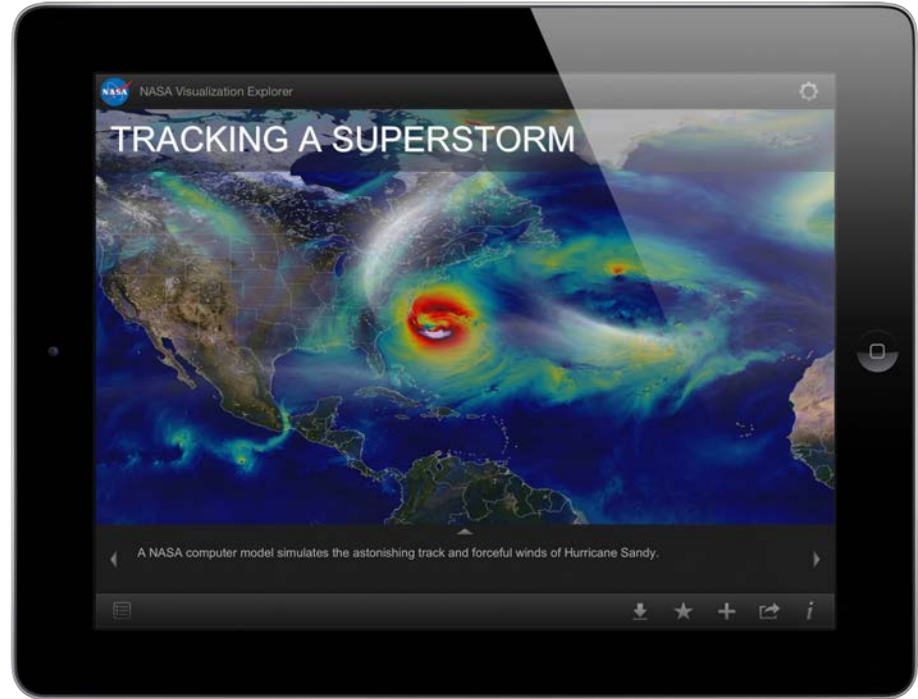 NASA
NASA Visualization Explorer
TRACKING A SUPERSTORM
A NASA computer model simulates the astonishing track and forceful winds of Hurricane Sandy.
i